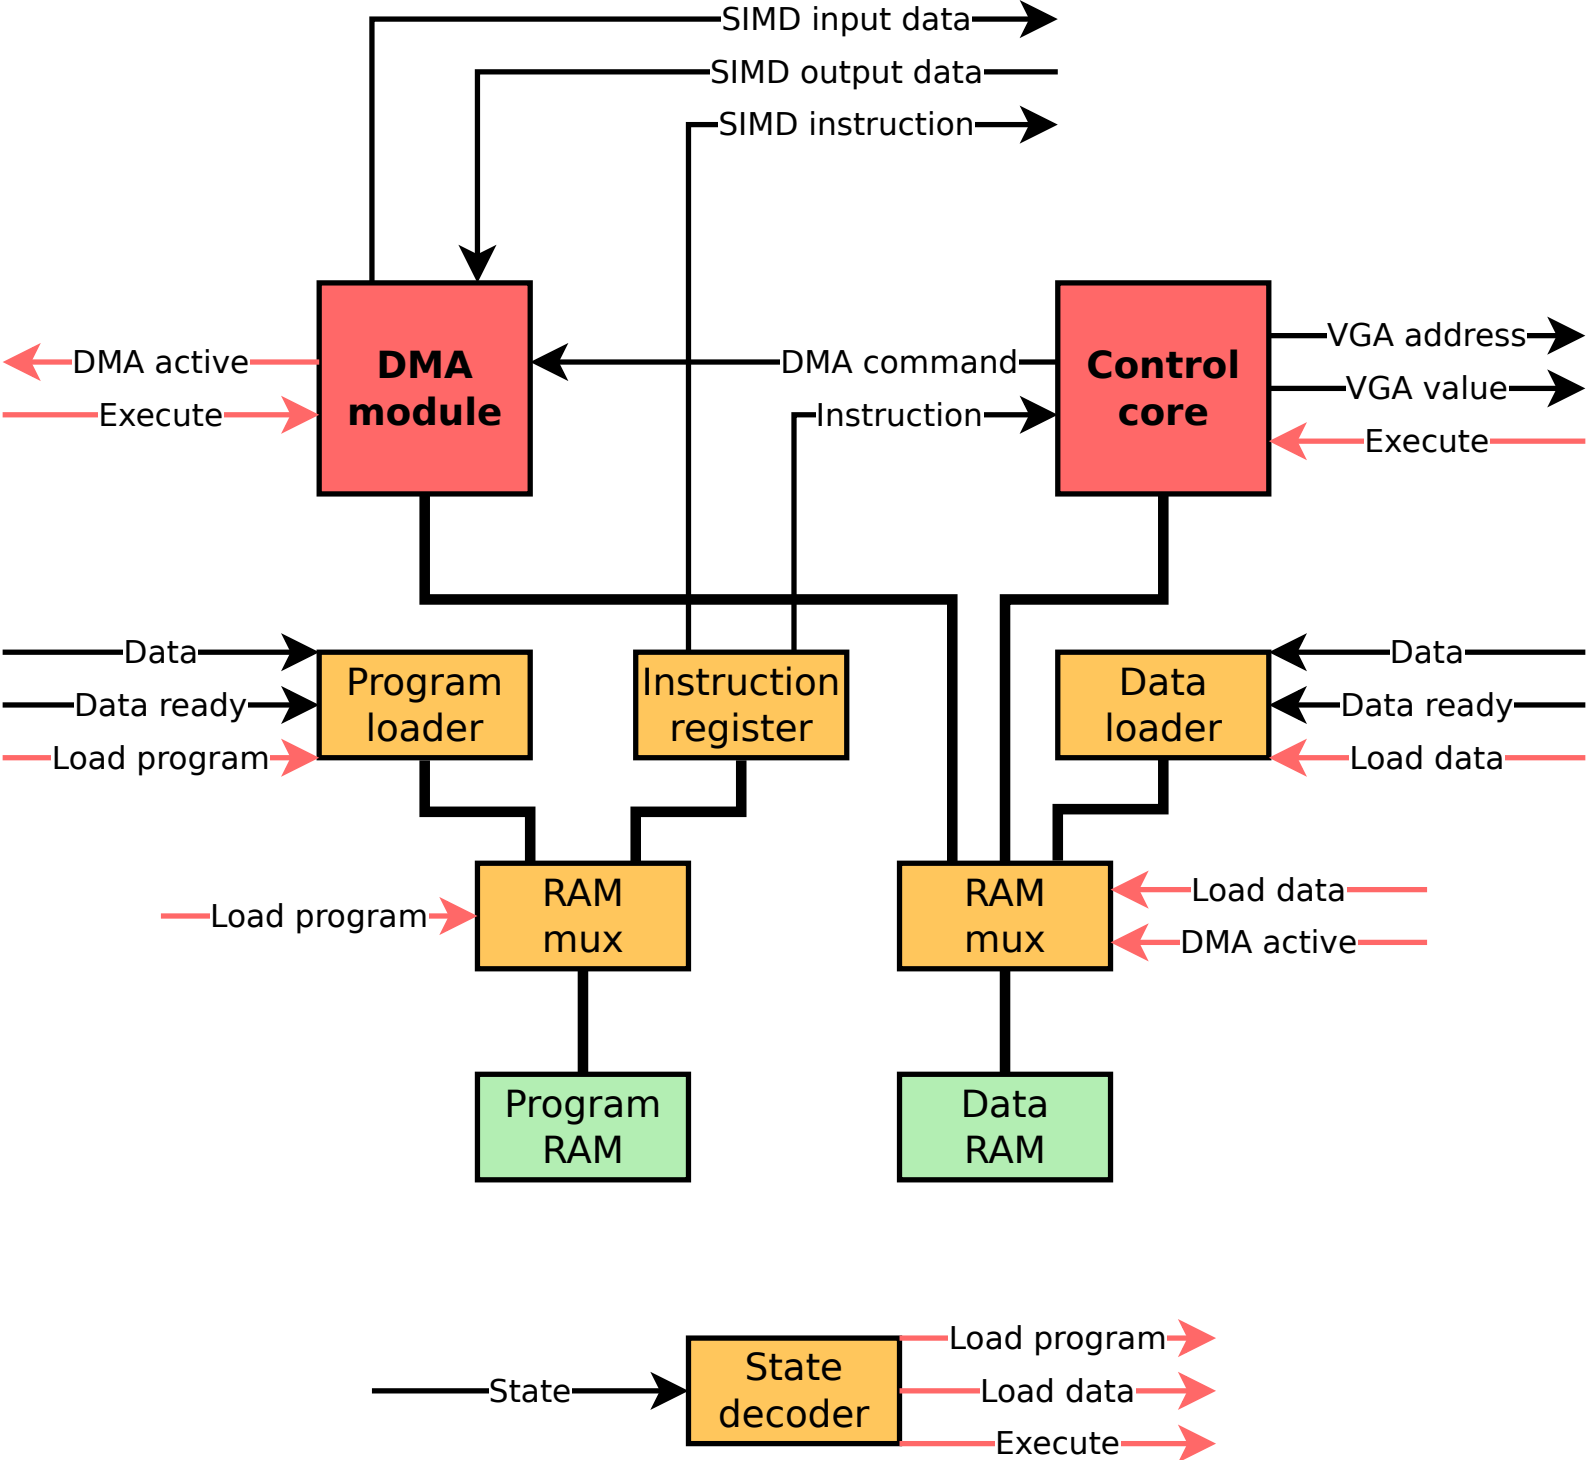 SIMD input data
SIMD output data
SIMD instruction
DMA
module
Control
core
DMA active
Execute
DMA command
Instruction
VGA address
VGA value
Execute
Data
Data ready
Load program
Program
loader
Instruction
register
Data
loader
Data
Data ready
Load data
Load program
RAM
mux
RAM
mux
Load data
DMA active
Program
RAM
Data
RAM
State
State
decoder
Load program
Load data
Execute